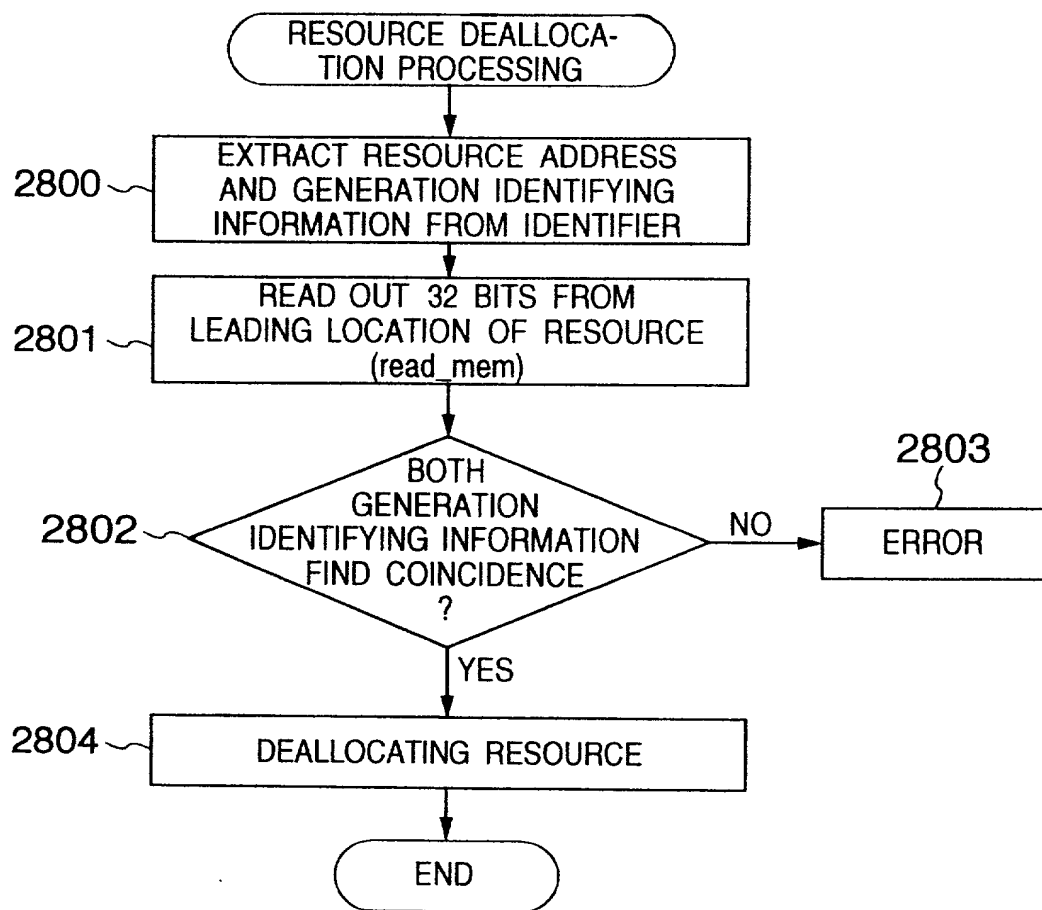 RESOURCE DEALLOCA-
TION PROCESSING
2800
EXTRACT RESOURCE ADDRESS
AND GENERATION IDENTIFYING
INFORMATION FROM IDENTIFIER
2801
READ OUT 32 BITS FROM
LEADING LOCATION OF RESOURCE
(read_mem)
2802
BOTH
GENERATION
IDENTIFYING INFORMATION
FIND COINCIDENCE
?
NO
2803
ERROR
YES
2804
DEALLOCATING RESOURCE
END